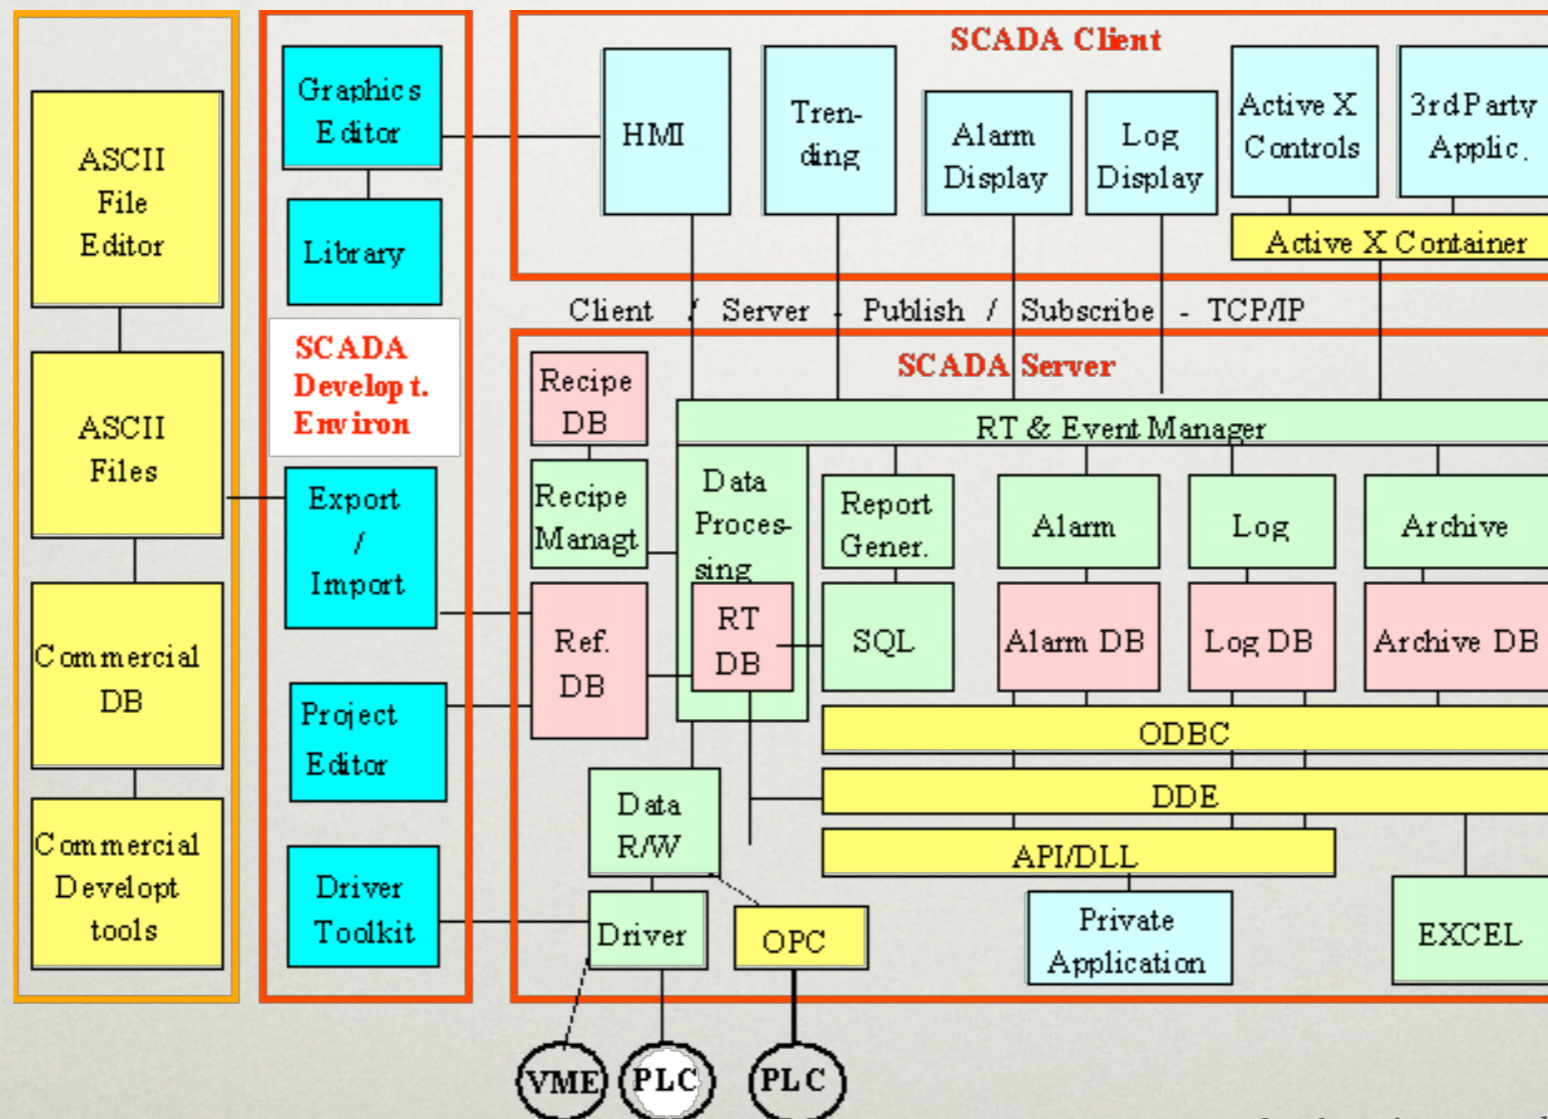 ASCII
File
Editor
ASCII
Files
Commercial
DB
Commercial
Developt
tools
Graphics
Editor
Library
SCADA
Developt.
Environ
Export
/
Import
Project
Editor
Driver
Toolkit
SCADA Client
HMI
Tren-
ding
Alarm
Display
Log
Display
Active X
Controls
3rd Party
Applic.
Active X Container
Client / Server - Publish / Subscribe - TCP/IP
SCADA Server
Recipe
DB
RT & Event Manager
Recipe
Managt
Data
Proces-
sing
Report
Gener.
Alarm
Log
Archive
Ref.
DB
RT
DB
SQL
Alarm DB
Log DB
Archive DB
ODBC
DDE
API/DLL
Data
R/W
Driver
OPC
Private
Application
EXCEL
VME
PLC
PLC